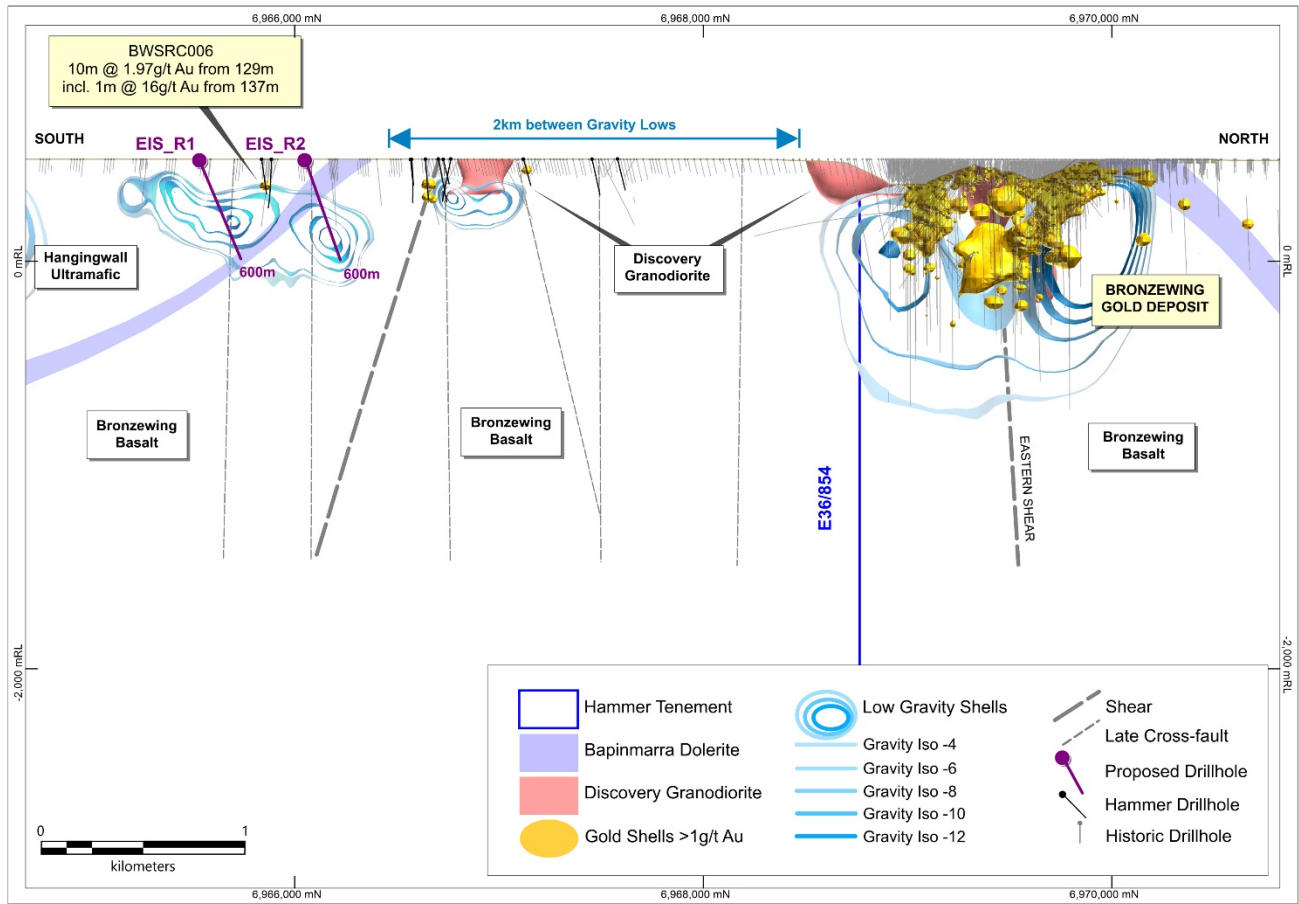 6,966,000 mN
6,968,000 mN
6,970,000 mN
BWSRC006
10m @ 1.97g/t Au from 129m
incl. 1m @ 16g/t Au from 137m
2km between Gravity Lows
SOUTH
NORTH
EIS_R1
EIS_R2
Hangingwall
Ultramafic
0 mRL
600m
600m
Discovery
Granodiorite
BRONZEWING
GOLD DEPOSIT
0 mRL
Bronzewing
Basalt
Bronzewing
Basalt
Bronzewing
Basalt
E36/854
EASTERN SHEAR
-2,000 mRL
-2,000 mRL
Hammer Tenement
Bapinmarra Dolerite
Discovery Granodiorite
Gold Shells >1g/t Au
Low Gravity Shells
Gravity Iso -4
Gravity Iso -6
Gravity Iso -8
Gravity Iso -10
Gravity Iso -12
Shear
Late Cross-fault
Proposed Drillhole
Hammer Drillhole
Historic Drillhole
0
1
kilometers
6,966,000 mN
6,968,000 mN
6,970,000 mN